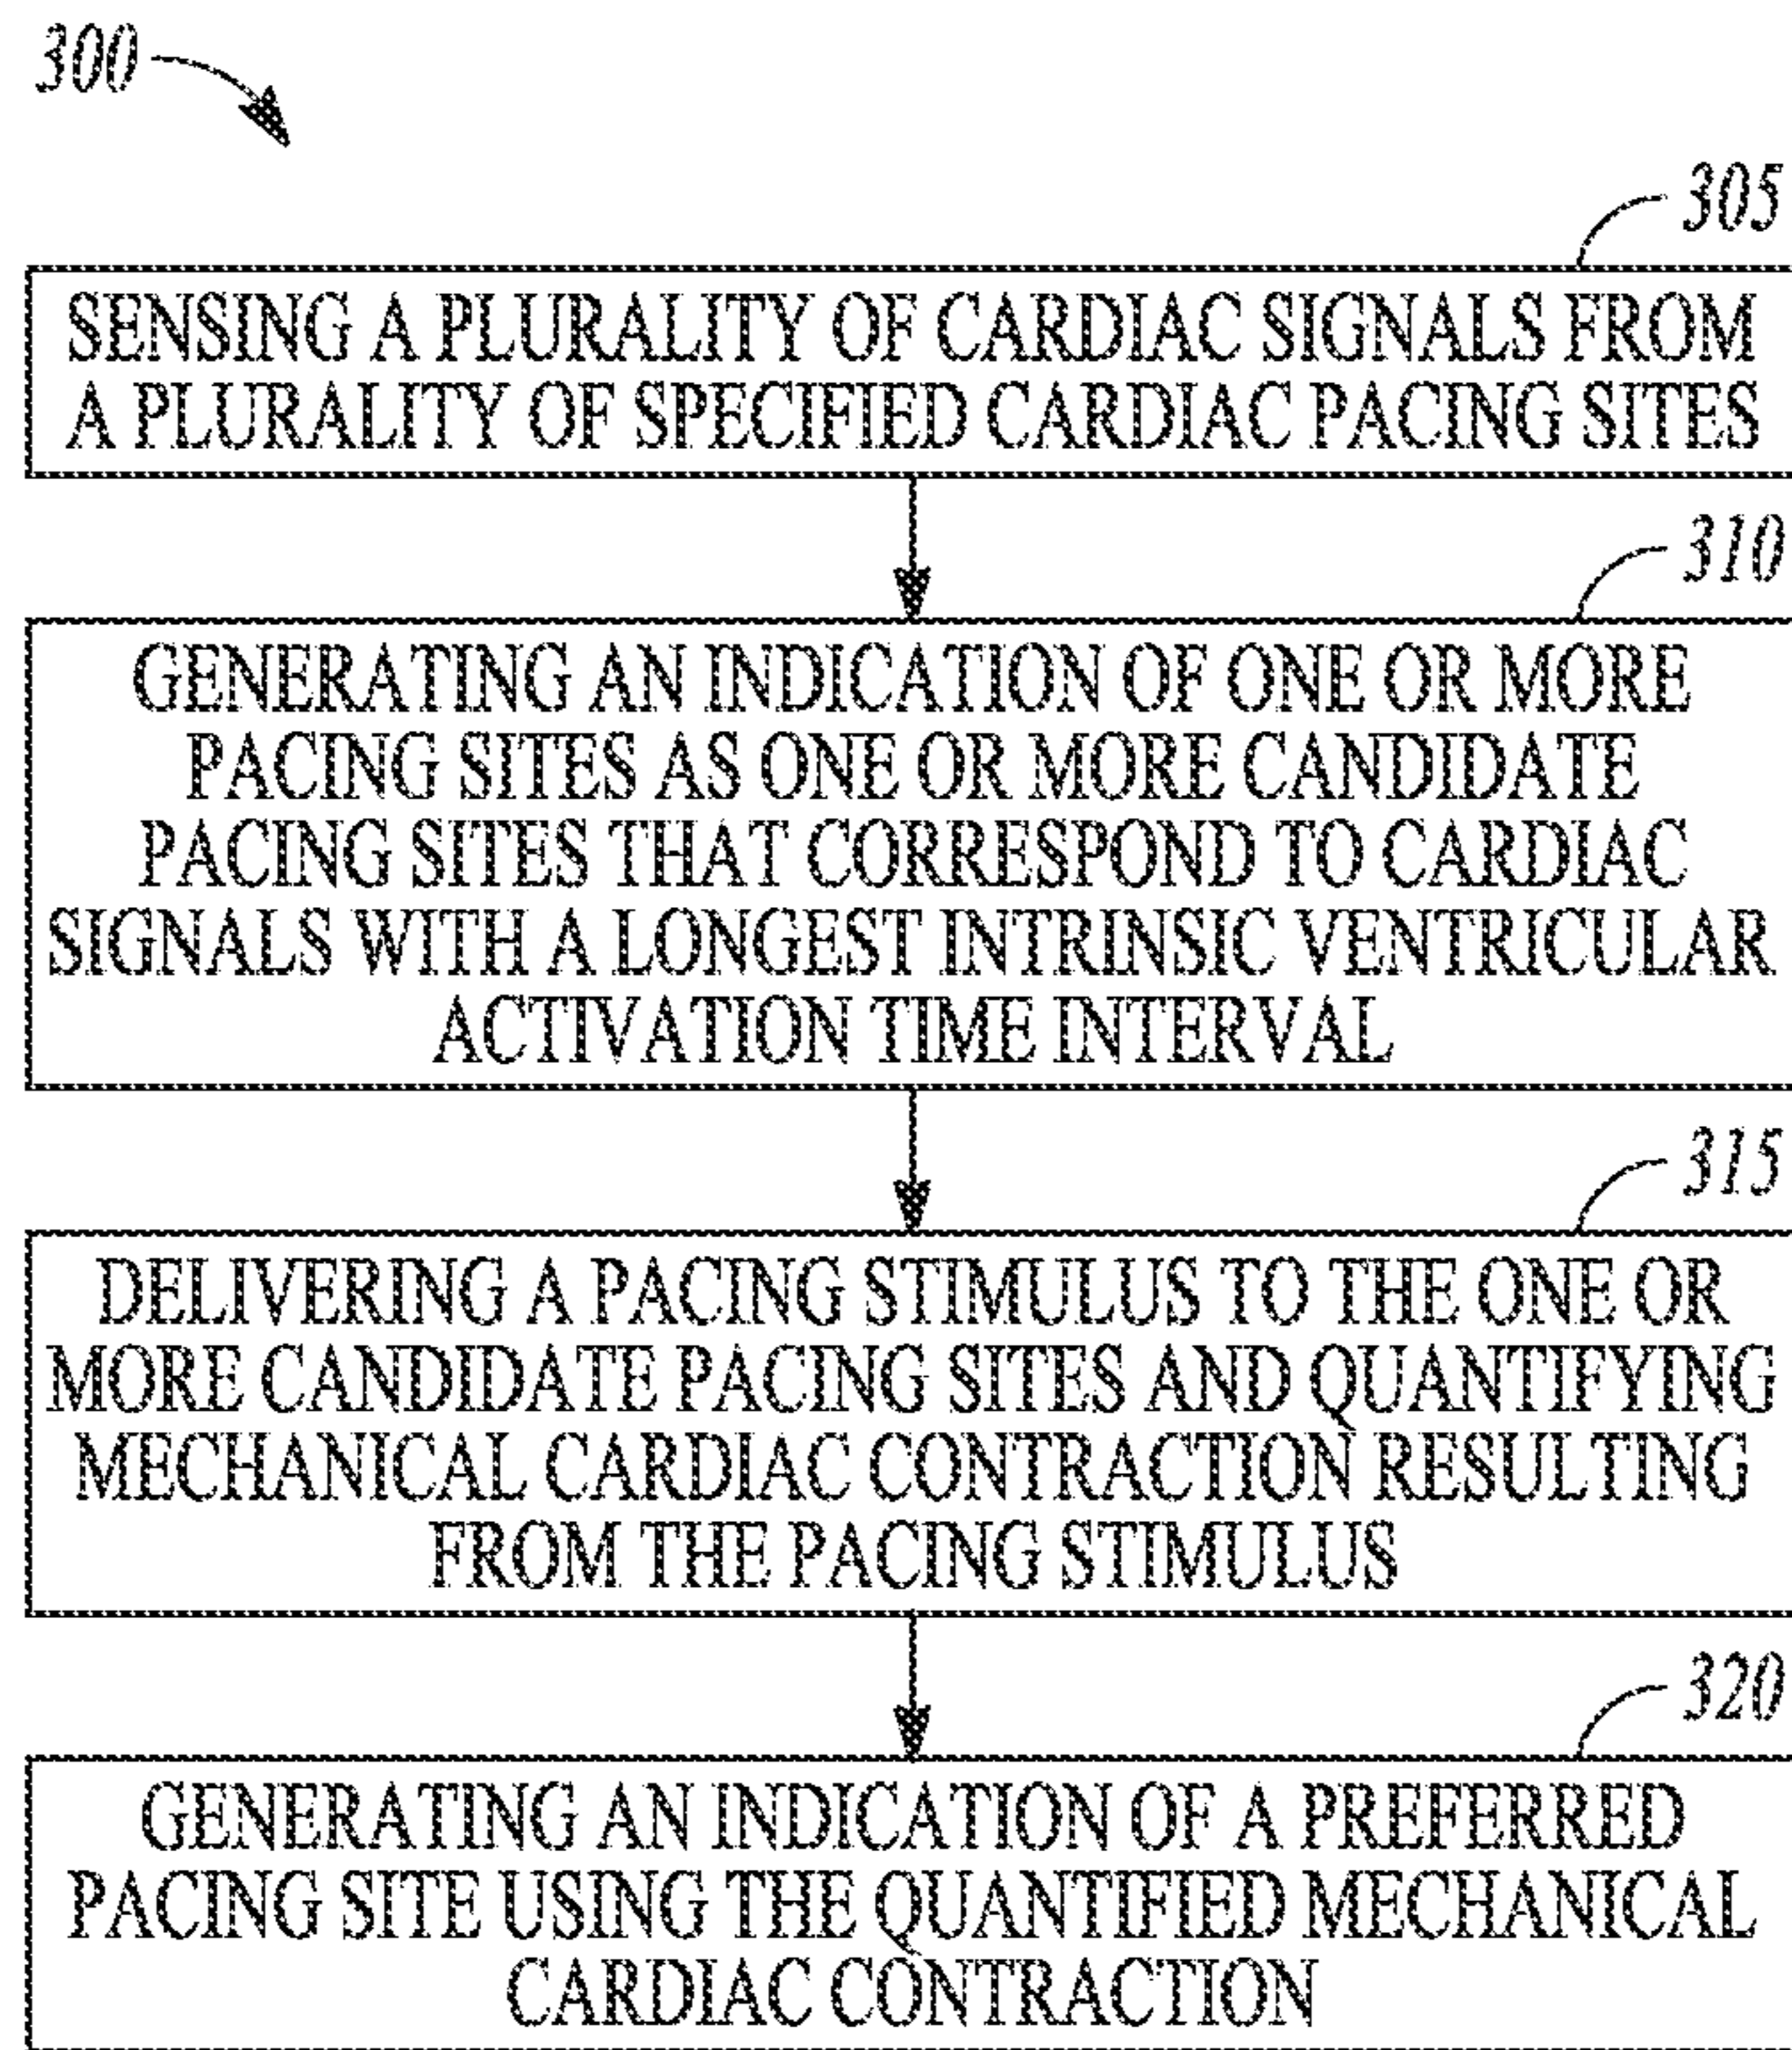 300
305
SENSING A PLURALITY OF CARDIAC SIGNALS FROM
A PLURALITY OF SPECIFIED CARDIAC PACING SITES
310
GENERATING AN INDICATION OF ONE OR MORE
PACING SITES AS ONE OR MORE CANDIDATE
PACING SITES THAT CORRESPOND TO CARDIAC
SIGNALS WITH A LONGEST INTRINSIC VENTRICULAR
ACTIVATION TIME INTERVAL
315
DELIVERING A PACING STIMULUS TO THE ONE OR
MORE CANDIDATE PACING SITES AND QUANTIFYING
MECHANICAL CARDIAC CONTRACTION RESULTING
FROM THE PACING STIMULUS
320
GENERATING AN INDICATION OF A PREFERRED
PACING SITE USING THE QUANTIFIED MECHANICAL
CARDIAC CONTRACTION